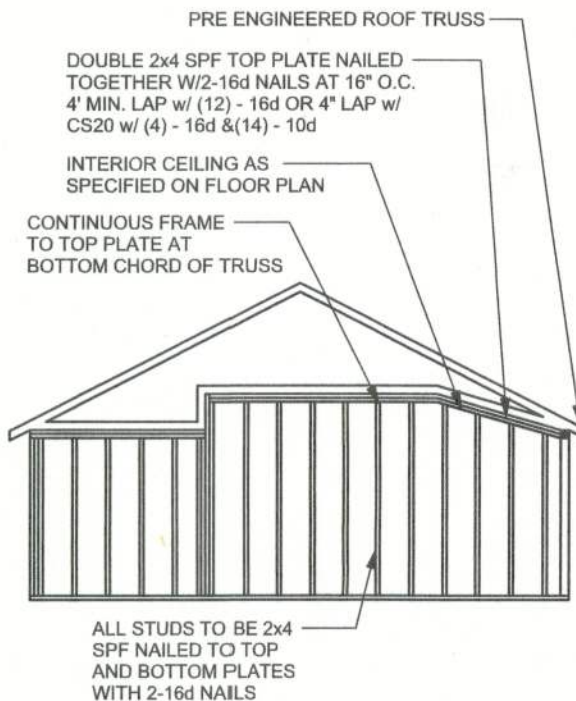 PRE ENGINEERED ROOF TRUSS
DOUBLE 2x4 SPF TOP PLATE NAILED
TOGETHER W/2-16d NAILS AT 16" O.C.
4' MIN. LAP w/ (12) - 16d OR 4" LAP w/
CS20 w/ (4) - 16d &(14) - 10d
INTERIOR CEILING AS
SPECIFIED ON FLOOR PLAN
CONTINUOUS FRAME
TO TOP PLATE AT
BOTTOM CHORD OF TRUSS
ALL STUDS TO BE 2x4
SPF NAILED TO TOP
AND BOTTOM PLATES
WITH 2-16d NAILS